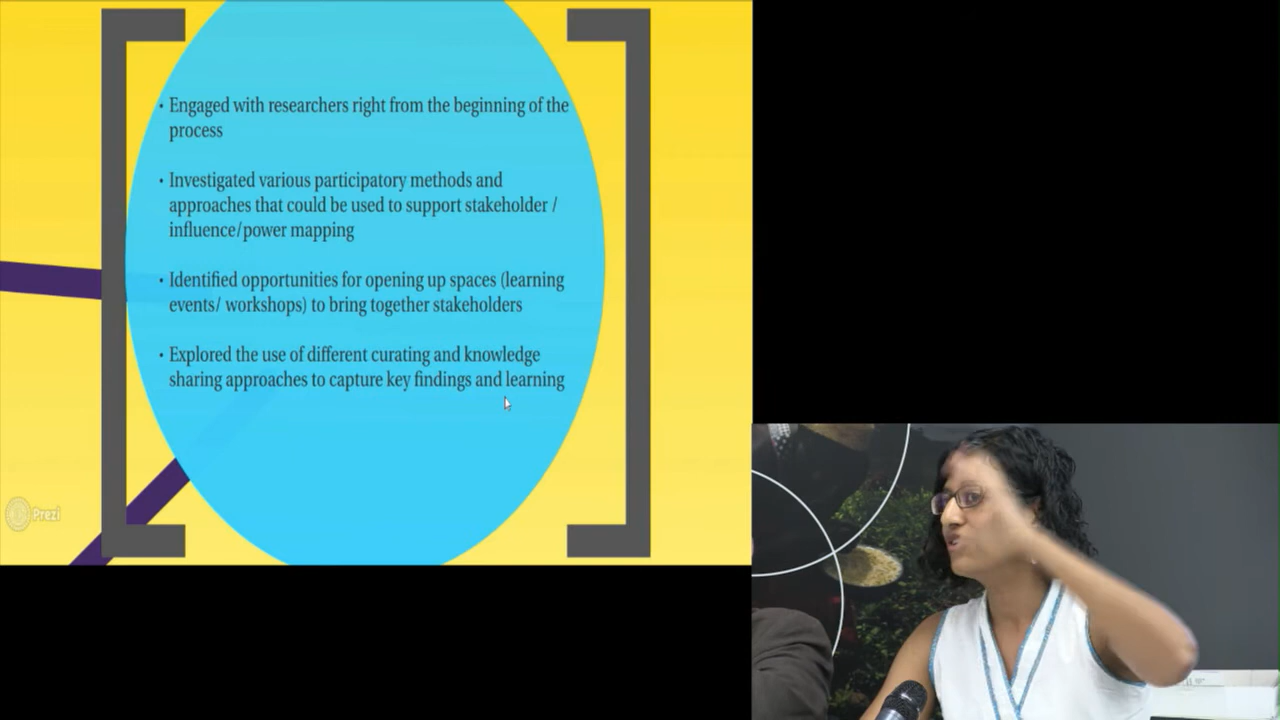 • Engaged with researchers right from the beginning of the
process
• Investigated various participatory methods and
approaches that could be used to support stakeholder /
influence/power mapping
• Identified opportunities for opening up spaces (learning
events/ workshops) to bring together stakeholders
• Explored the use of different curating and knowledge
sharing approaches to capture key findings and learning
Prezi